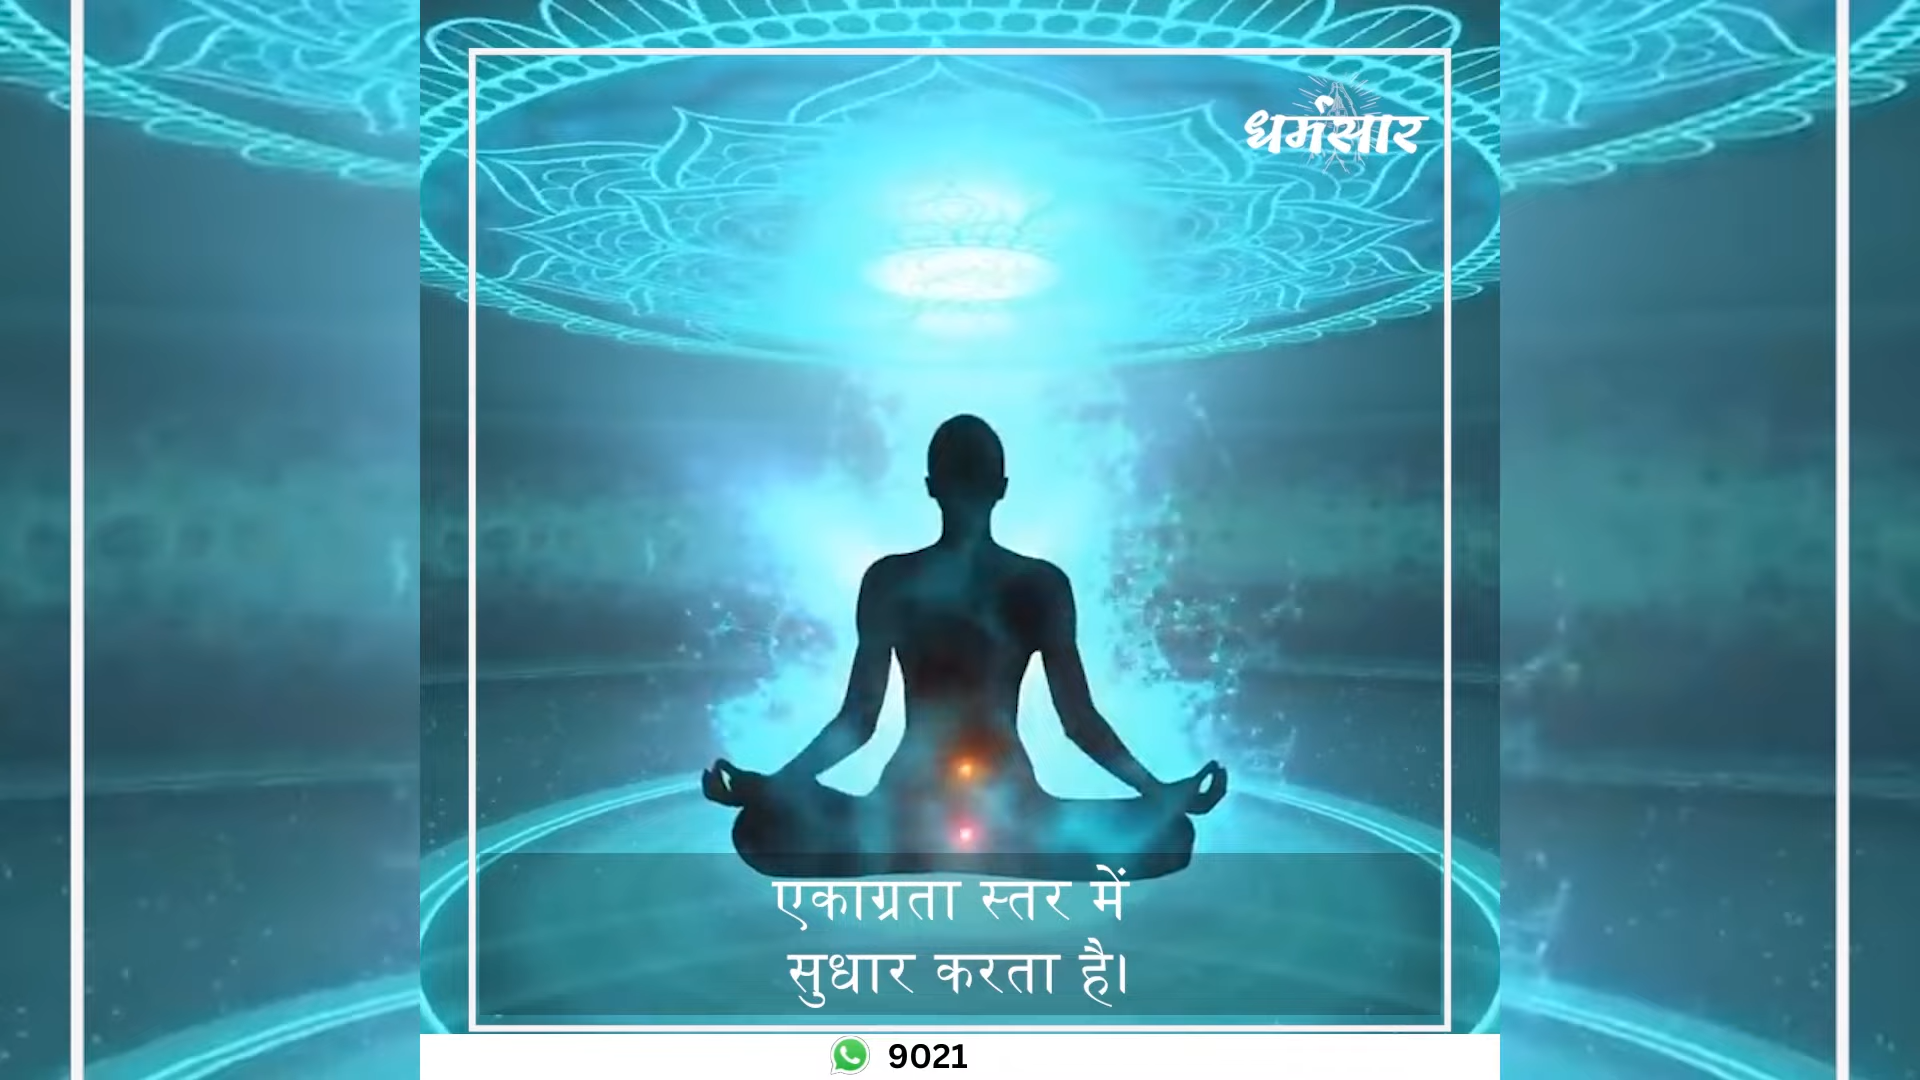 धर्मसार
एकाग्रता स्तर में
सुधार करता है।
9021